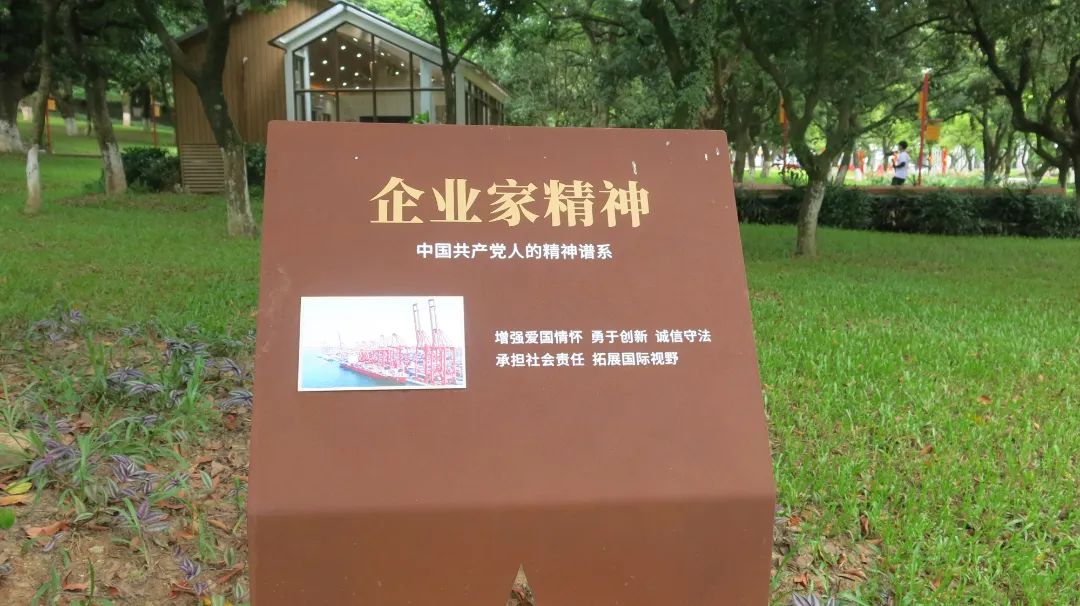 企业家精神
中国共产党人的精神谱系
增强爱国情怀 勇于创新 诚信守法
承担社会责任 拓展国际视野